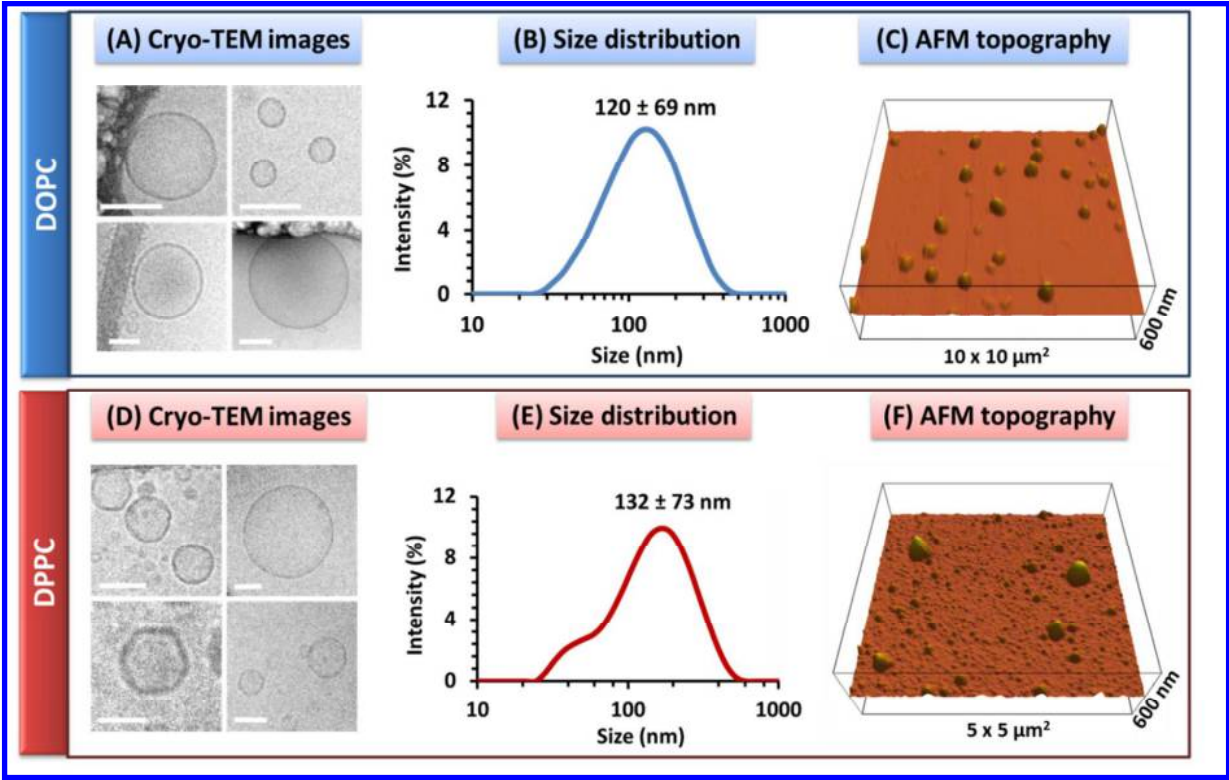 DOPC
(A) Cryo-TEM images
(B) Size distribution
120 ± 69 nm
12
8
4
0
10
100
1000
Intensity (%)
Size (nm)
(C) AFM topography
10 x 10 µm²
600 nm
DPPC
(D) Cryo-TEM images
(E) Size distribution
132 ± 73 nm
12
8
4
0
10
100
1000
Intensity (%)
Size (nm)
(F) AFM topography
5 x 5 µm²
600 nm